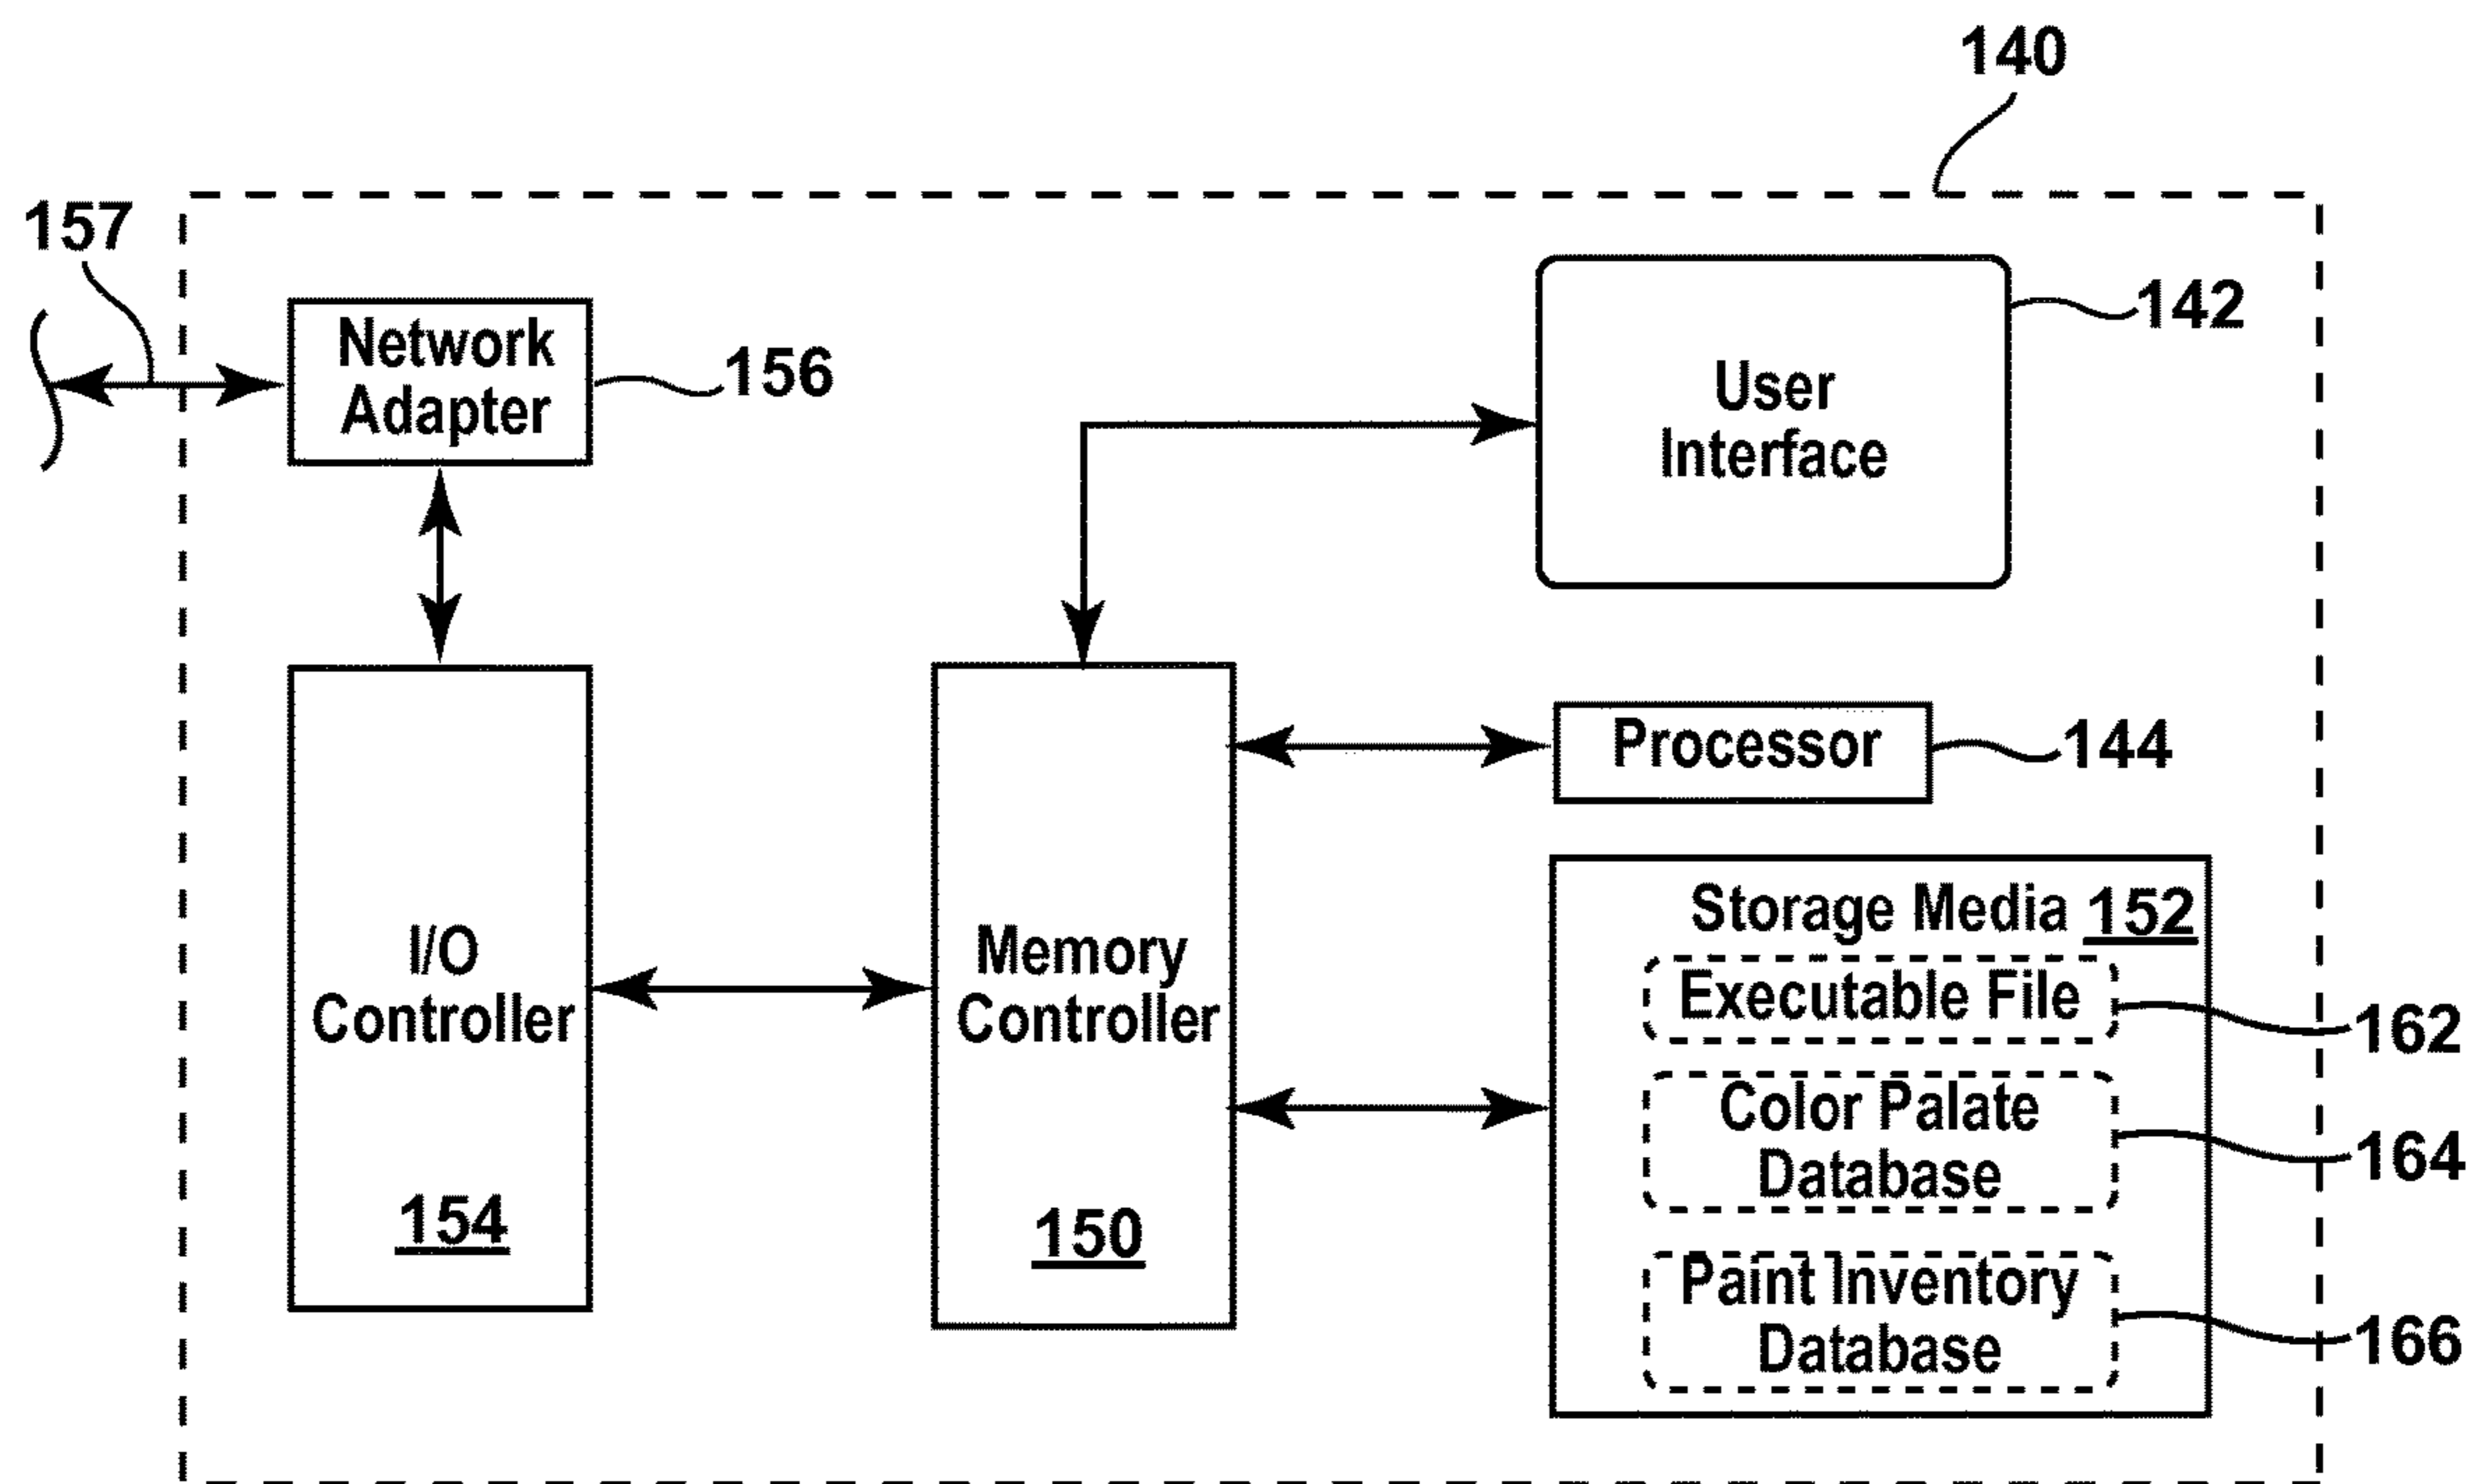 140
157
Network
Adapter
156
User
Interface
142
Processor
144
I/O
Controller
154
Memory
Controller
150
Storage Media 152
Executable File
162
Color Palate
Database
164
Paint Inventory
Database
166